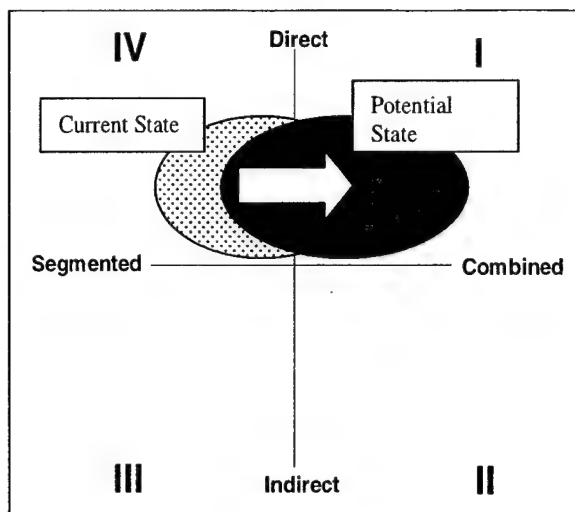 IV
Direct
I
Current State
Potential
State
Segmented
Combined
III
Indirect
II